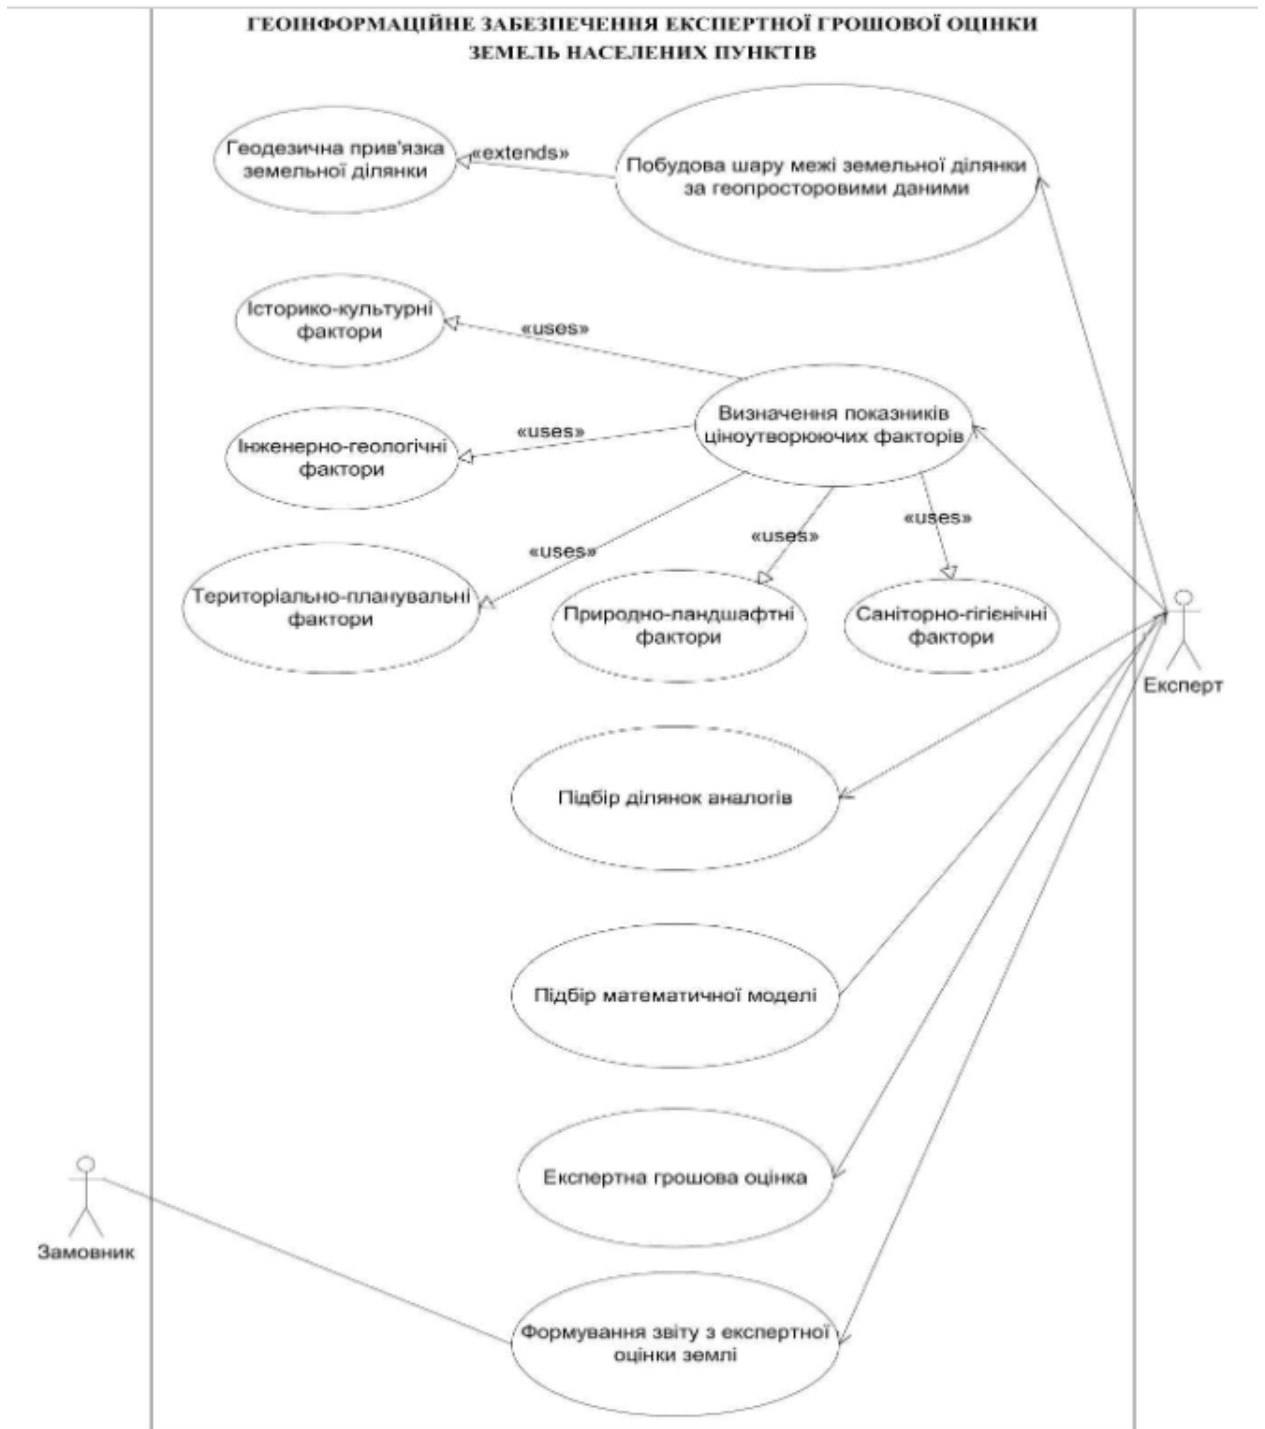 ГЕОІНФОРМАЦІЙНЕ ЗАБЕЗПЕЧЕННЯ ЕКСПЕРТНОЇ ГРОШОВОЇ ОЦІНКИ
ЗЕМЕЛЬ НАСЕЛЕНИХ ПУНКТІВ
Геодезична прив'язка
земельної ділянки
«extends»
Побудова шару межі земельної ділянки
за геопросторовими даними
Історико-культурні
фактори
«uses»
Визначення показників
ціноутворюючих факторів
Інженерно-геологічні
фактори
«uses»
Територіально-планувальні
фактори
«uses»
«uses»
«uses»
Природно-ландшафтні
фактори
Саніторно-гігієнічні
фактори
Експерт
Підбір ділянок аналогів
Підбір математичної моделі
Експертна грошова оцінка
Замовник
Формування звіту з експертної
оцінки землі